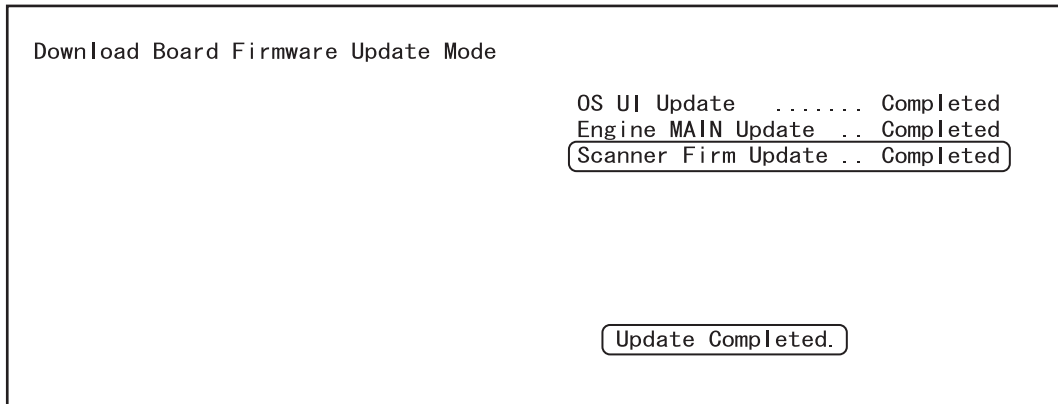 Download Board Firmware Update Mode
OS UI Update ....... Completed
Engine MAIN Update .. Completed
Scanner Firm Update .. Completed
Update Completed.